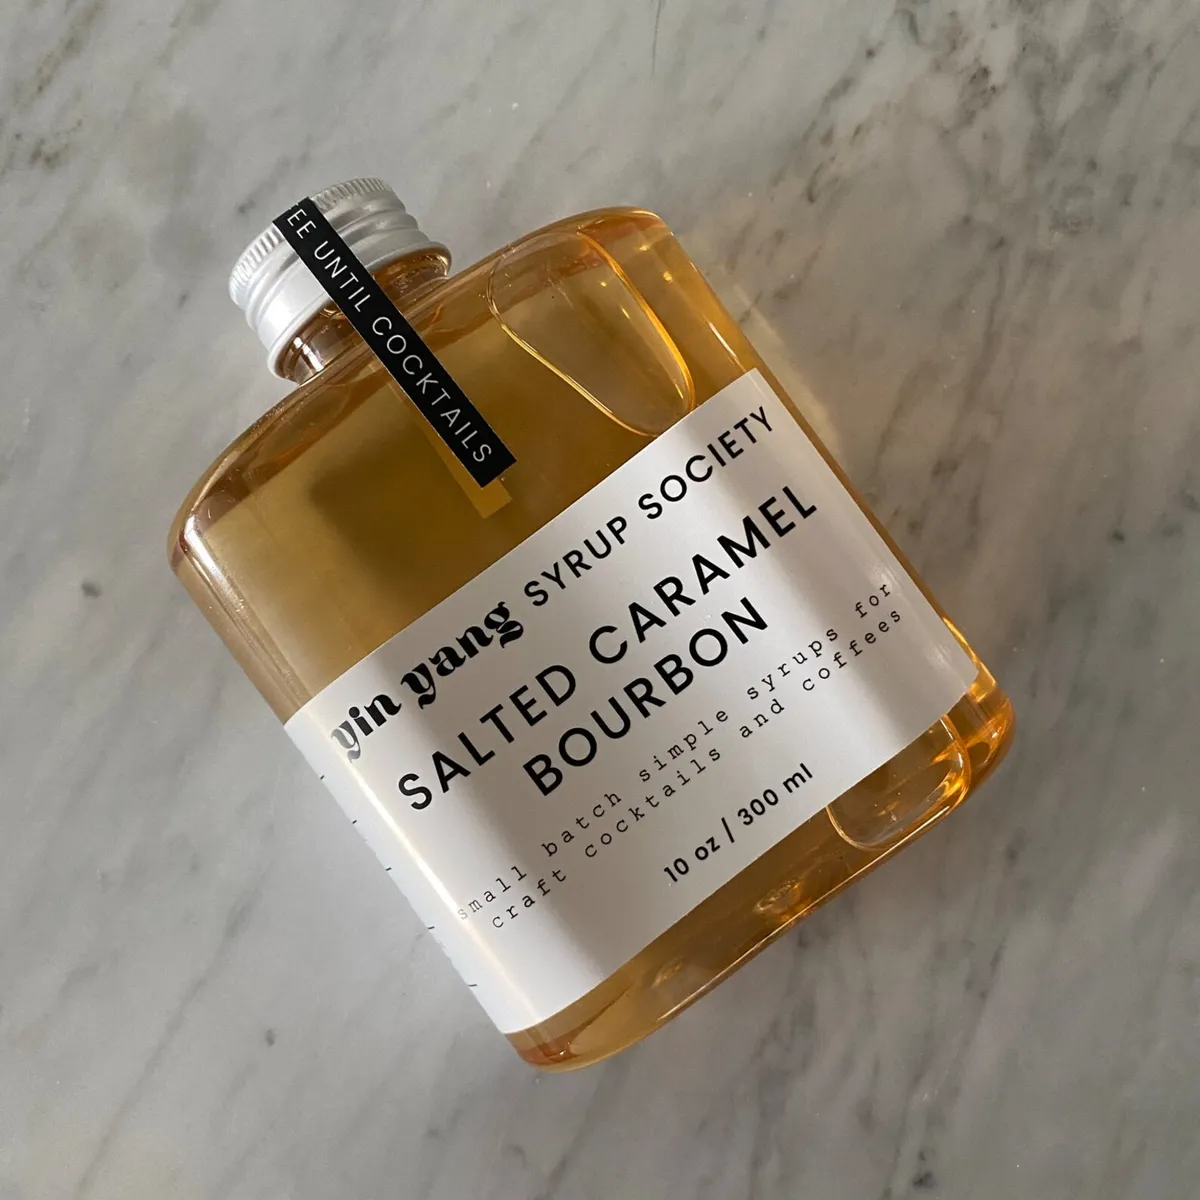 EE UNTIL COCKTAILS
yin yang SYRUP SOCIETY
SALTED CARAMEL
BOURBON
small batch simple syrups for
craft cocktails and coffees
10 oz / 300 ml